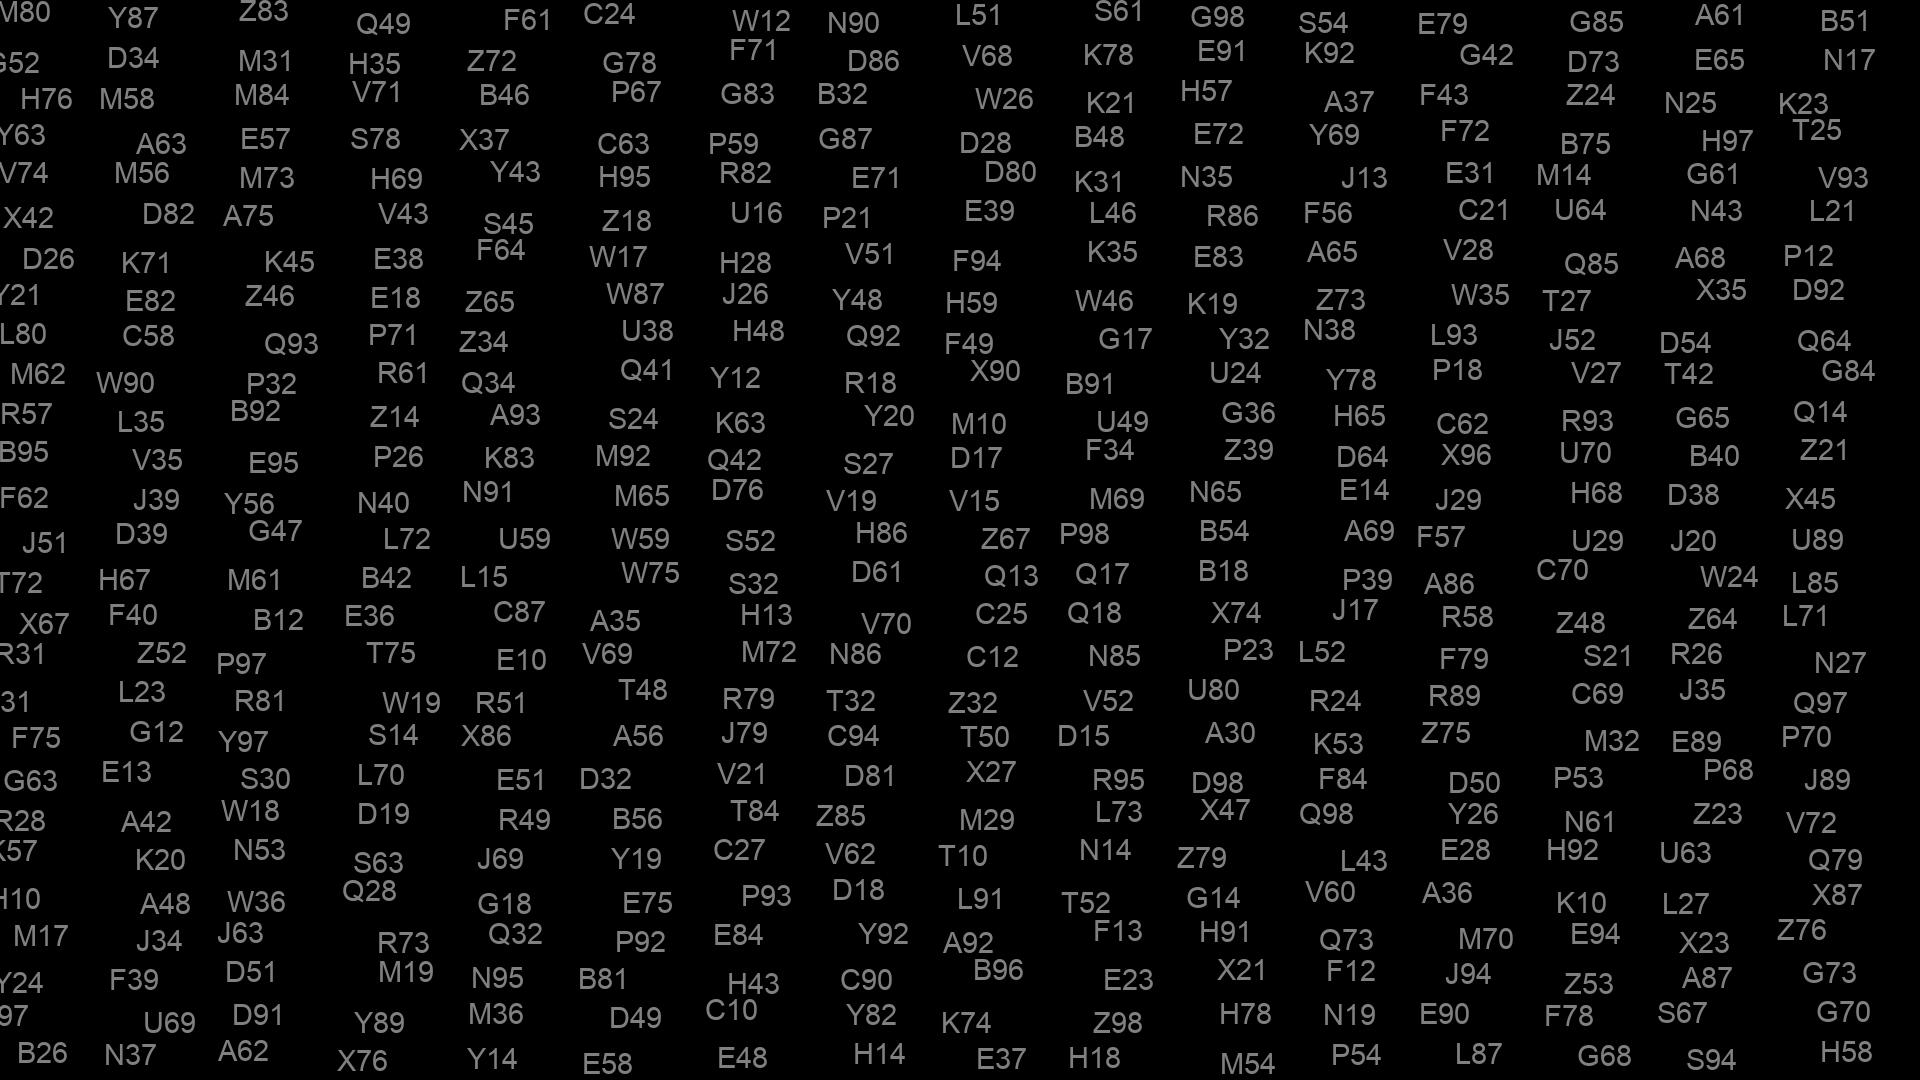 M80 Y87 Z83 Q49 F61 C24 W12 N90 L51 S61 G98 S54 E79 G85 A61 B51
G52 D34 M31 H35 Z72 G78 F71 D86 V68 K78 E91 K92 G42 D73 E65 N17
H76 M58 M84 V71 B46 P67 G83 B32 W26 K21 H57 A37 F43 Z24 N25 K23
Y63 A63 E57 S78 X37 C63 P59 G87 D28 B48 E72 Y69 F72 B75 H97 T25
V74 M56 M73 H69 Y43 H95 R82 E71 D80 K31 N35 J13 E31 M14 G61 V93
X42 D82 A75 V43 S45 Z18 U16 P21 E39 L46 R86 F56 C21 U64 N43 L21
D26 K71 K45 E38 F64 W17 H28 V51 F94 K35 E83 A65 V28 Q85 A68 P12
Y21 E82 Z46 E18 Z65 W87 J26 Y48 H59 W46 K19 Z73 W35 T27 X35 D92
L80 C58 Q93 P71 Z34 U38 H48 Q92 F49 G17 Y32 N38 L93 J52 D54 Q64
M62 W90 P32 R61 Q34 Q41 Y12 R18 X90 B91 U24 Y78 P18 V27 T42 G84
R57 L35 B92 Z14 A93 S24 K63 Y20 M10 U49 G36 H65 C62 R93 G65 Q14
B95 V35 E95 P26 K83 M92 Q42 S27 D17 F34 Z39 D64 X96 U70 B40 Z21
F62 J39 Y56 N40 N91 M65 D76 V19 V15 M69 N65 E14 J29 H68 D38 X45
J51 D39 G47 L72 U59 W59 S52 H86 Z67 P98 B54 A69 F57 U29 J20 U89
T72 H67 M61 B42 L15 W75 S32 D61 Q13 Q17 B18 P39 A86 C70 W24 L85
X67 F40 B12 E36 C87 A35 H13 V70 C25 Q18 X74 J17 R58 Z48 Z64 L71
R31 Z52 P97 T75 E10 V69 M72 N86 C12 N85 P23 L52 F79 S21 R26 N27
31 L23 R81 W19 R51 T48 R79 T32 Z32 V52 U80 R24 R89 C69 J35 Q97
F75 G12 Y97 S14 X86 A56 J79 C94 T50 D15 A30 K53 Z75 M32 E89 P70
G63 E13 S30 L70 E51 D32 V21 D81 X27 R95 D98 F84 D50 P53 P68 J89
R28 A42 W18 D19 R49 B56 T84 Z85 M29 L73 X47 Q98 Y26 N61 Z23 V72
K57 K20 N53 S63 J69 Y19 C27 V62 T10 N14 Z79 L43 E28 H92 U63 Q79
H10 A48 W36 Q28 G18 E75 P93 D18 L91 T52 G14 V60 A36 K10 L27 X87
M17 J34 J63 R73 Q32 P92 E84 Y92 A92 F13 H91 Q73 M70 E94 X23 Z76
Y24 F39 D51 M19 N95 B81 H43 C90 B96 E23 X21 F12 J94 Z53 A87 G73
97 U69 D91 Y89 M36 D49 C10 Y82 K74 Z98 H78 N19 E90 F78 S67 G70
B26 N37 A62 X76 Y14 E58 E48 H14 E37 H18 M54 P54 L87 G68 S94 H58